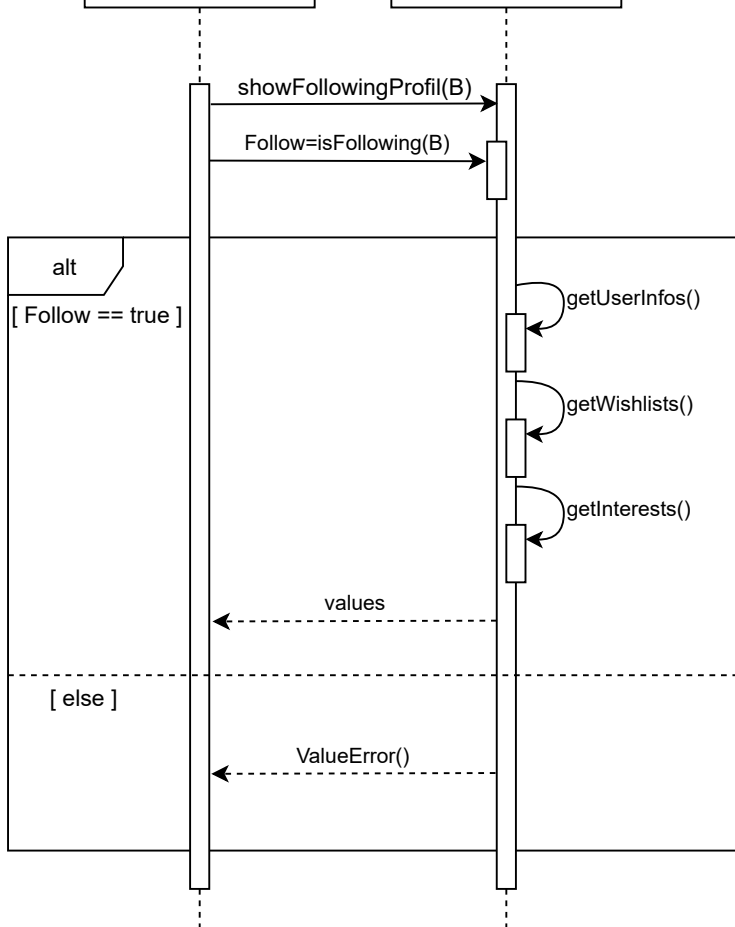 showFollowingProfil(B)
Follow=isFollowing(B)
alt
[ Follow == true ]
getUserInfos()
getWishlists()
getInterests()
values
[ else ]
ValueError()